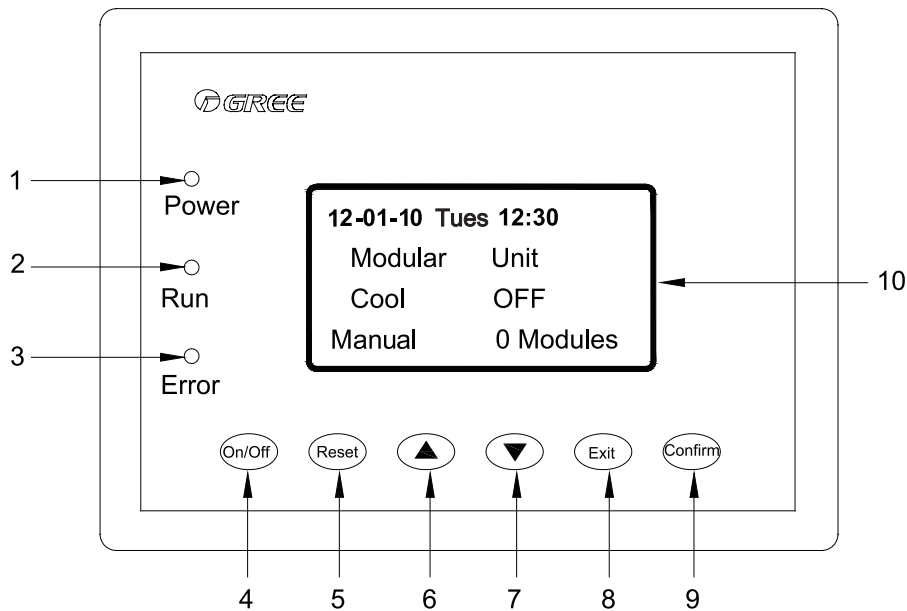 GREE
1
Power
12-01-10 Tues 12:30
2
Modular Unit
10
Run
Cool OFF
3
Manual 0 Modules
Error
On/Off Reset ▲ ▼ Exit Confirm
4 5 6 7 8 9